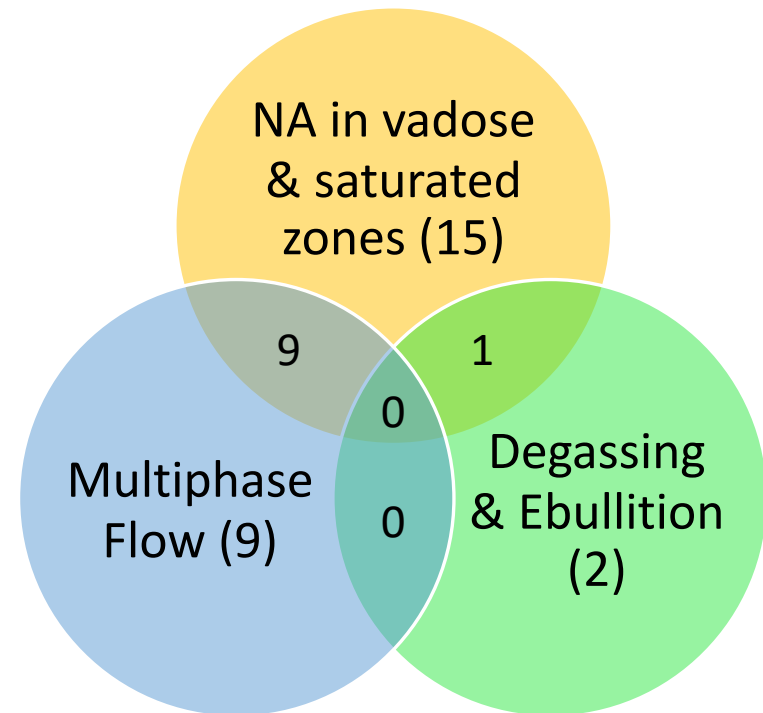 NA in vadose
& saturated
zones (15)
9
1
0
Multiphase
Flow (9)
0
Degassing
& Ebullition
(2)